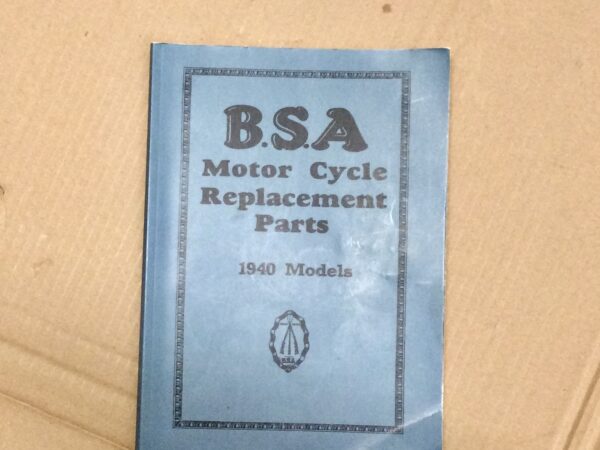 B.S.A
Motor Cycle
Replacement
Parts
1940 Models